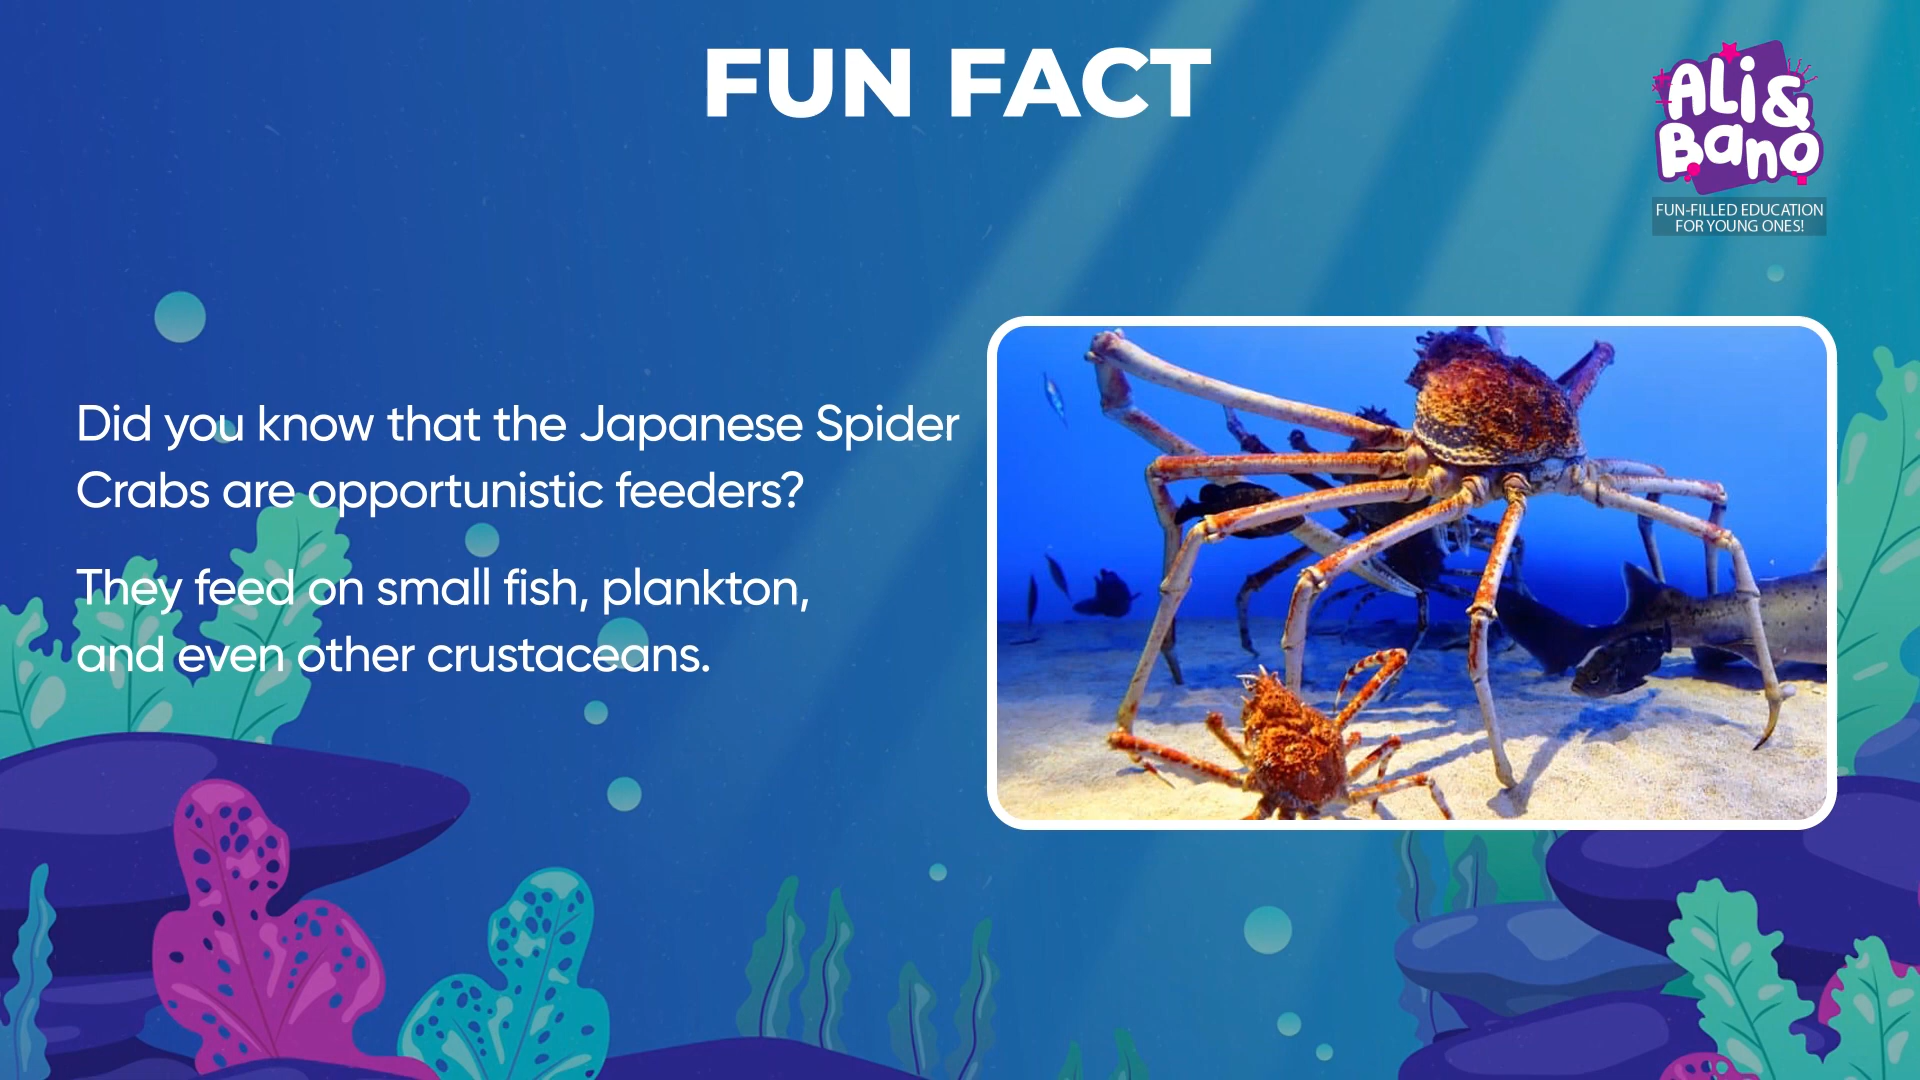 FUN FACT
ALi &
Bano
FUN-FILLED EDUCATION
FOR YOUNG ONES!
Did you know that the Japanese Spider
Crabs are opportunistic feeders?
They feed on small fish, plankton,
and even other crustaceans.